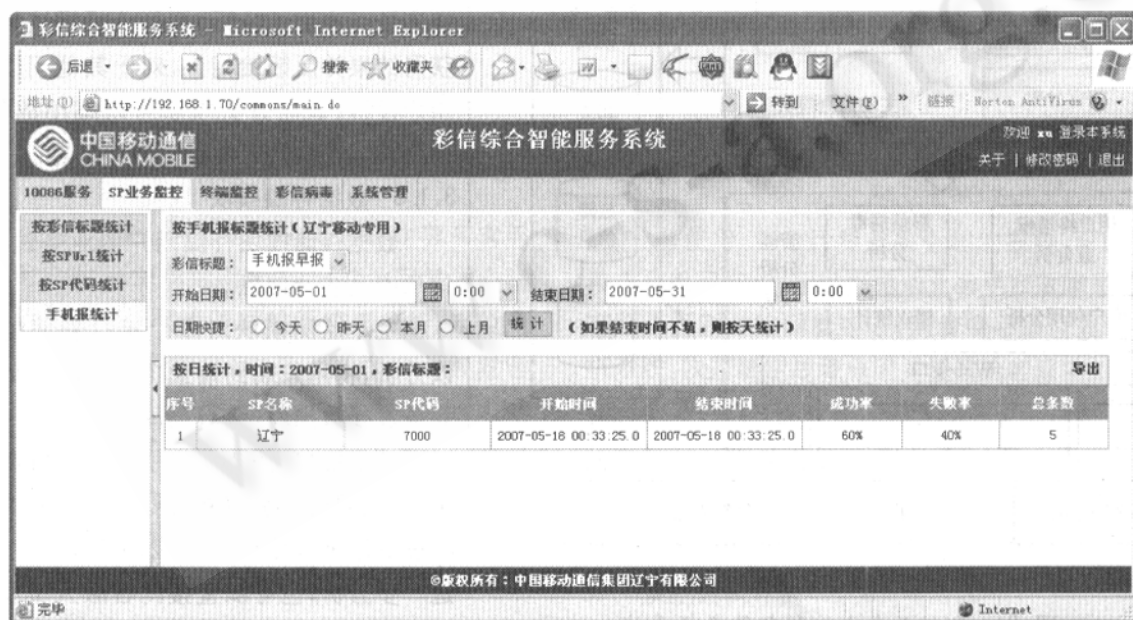 彩信综合智能服务系统 - Microsoft Internet Explorer
后退 搜索 收藏夹
地址(D) http://192.168.1.70/commons/main.do 转到 文件(F) » 链接 Norton AntiVirus
中国移动通信 彩信综合智能服务系统 欢迎 xu 登录本系统
CHINA MOBILE 关于 | 修改密码 | 退出
10086服务 SP业务监控 终端监控 彩信病毒 系统管理
按彩信标题统计 按手机报标题统计(辽宁移动专用)
按SPUrl统计 彩信标题: 手机报早报
按SP代码统计 开始日期: 2007-05-01 0:00 结束日期: 2007-05-31 0:00
手机报统计 日期快捷: 今天 昨天 本月 上月 统计 (如果结束时间不填,则按天统计)
按日统计,时间:2007-05-01,彩信标题: 导出
序号 SP名称 SP代码 开始时间 结束时间 成功率 失败率 总条数
1 辽宁 7000 2007-05-18 00:33:25.0 2007-05-18 00:33:25.0 60% 40% 5
©版权所有:中国移动通信集团辽宁有限公司
完毕 Internet